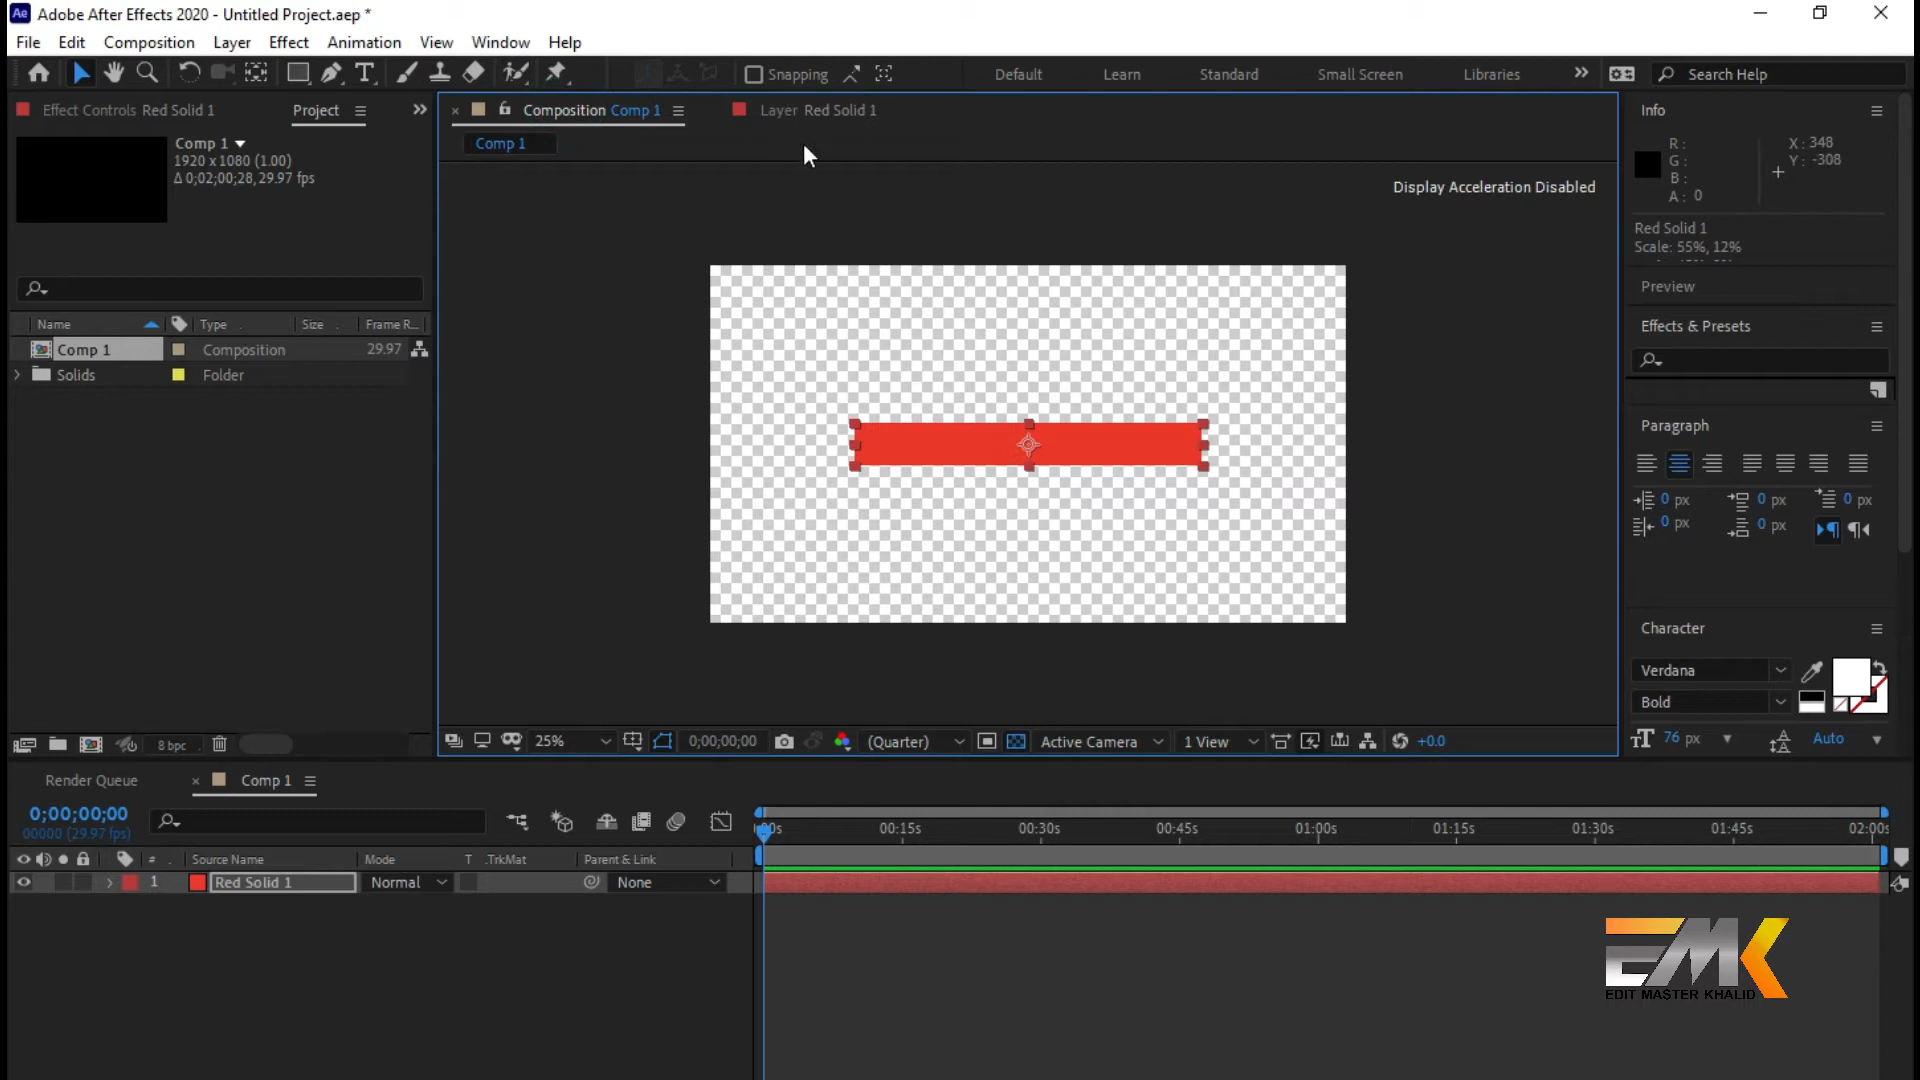 Ae Adobe After Effects 2020 - Untitled Project.aep *
File Edit Composition Layer Effect Animation View Window Help
T Snapping Default Learn Standard Small Screen Libraries Search Help
Effect Controls Red Solid 1 Project
Composition Comp 1 Layer Red Solid 1
Info
Comp 1
1920 x 1080 (1.00)
Δ 0;02;00;28, 29.97 fps
Comp 1
R :
G :
B :
A : 0
X : 348
Y : -308
Display Acceleration Disabled
Red Solid 1
Scale: 55%, 12%
Preview
Effects & Presets
Name Type Size Frame R...
Comp 1 Composition 29.97
Solids Folder
Paragraph
0 px 0 px 0 px
0 px 0 px
Character
Verdana
Bold
76 px Auto
8 bpc
25% 0;00;00;00 (Quarter) Active Camera 1 View +0.0
Render Queue Comp 1
0;00;00;00
00000 (29.97 fps)
00:15s 00:30s 00:45s 01:00s 01:15s 01:30s 01:45s 02:00s
# Source Name Mode T .TrkMat Parent & Link
1 Red Solid 1 Normal None
EMK
EDIT MASTER KHALID